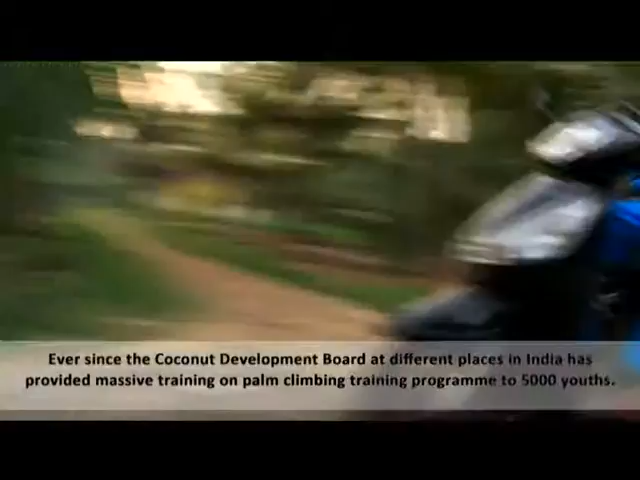 Ever since the Coconut Development Board at different places in India has
provided massive training on palm climbing training programme to 5000 youths.